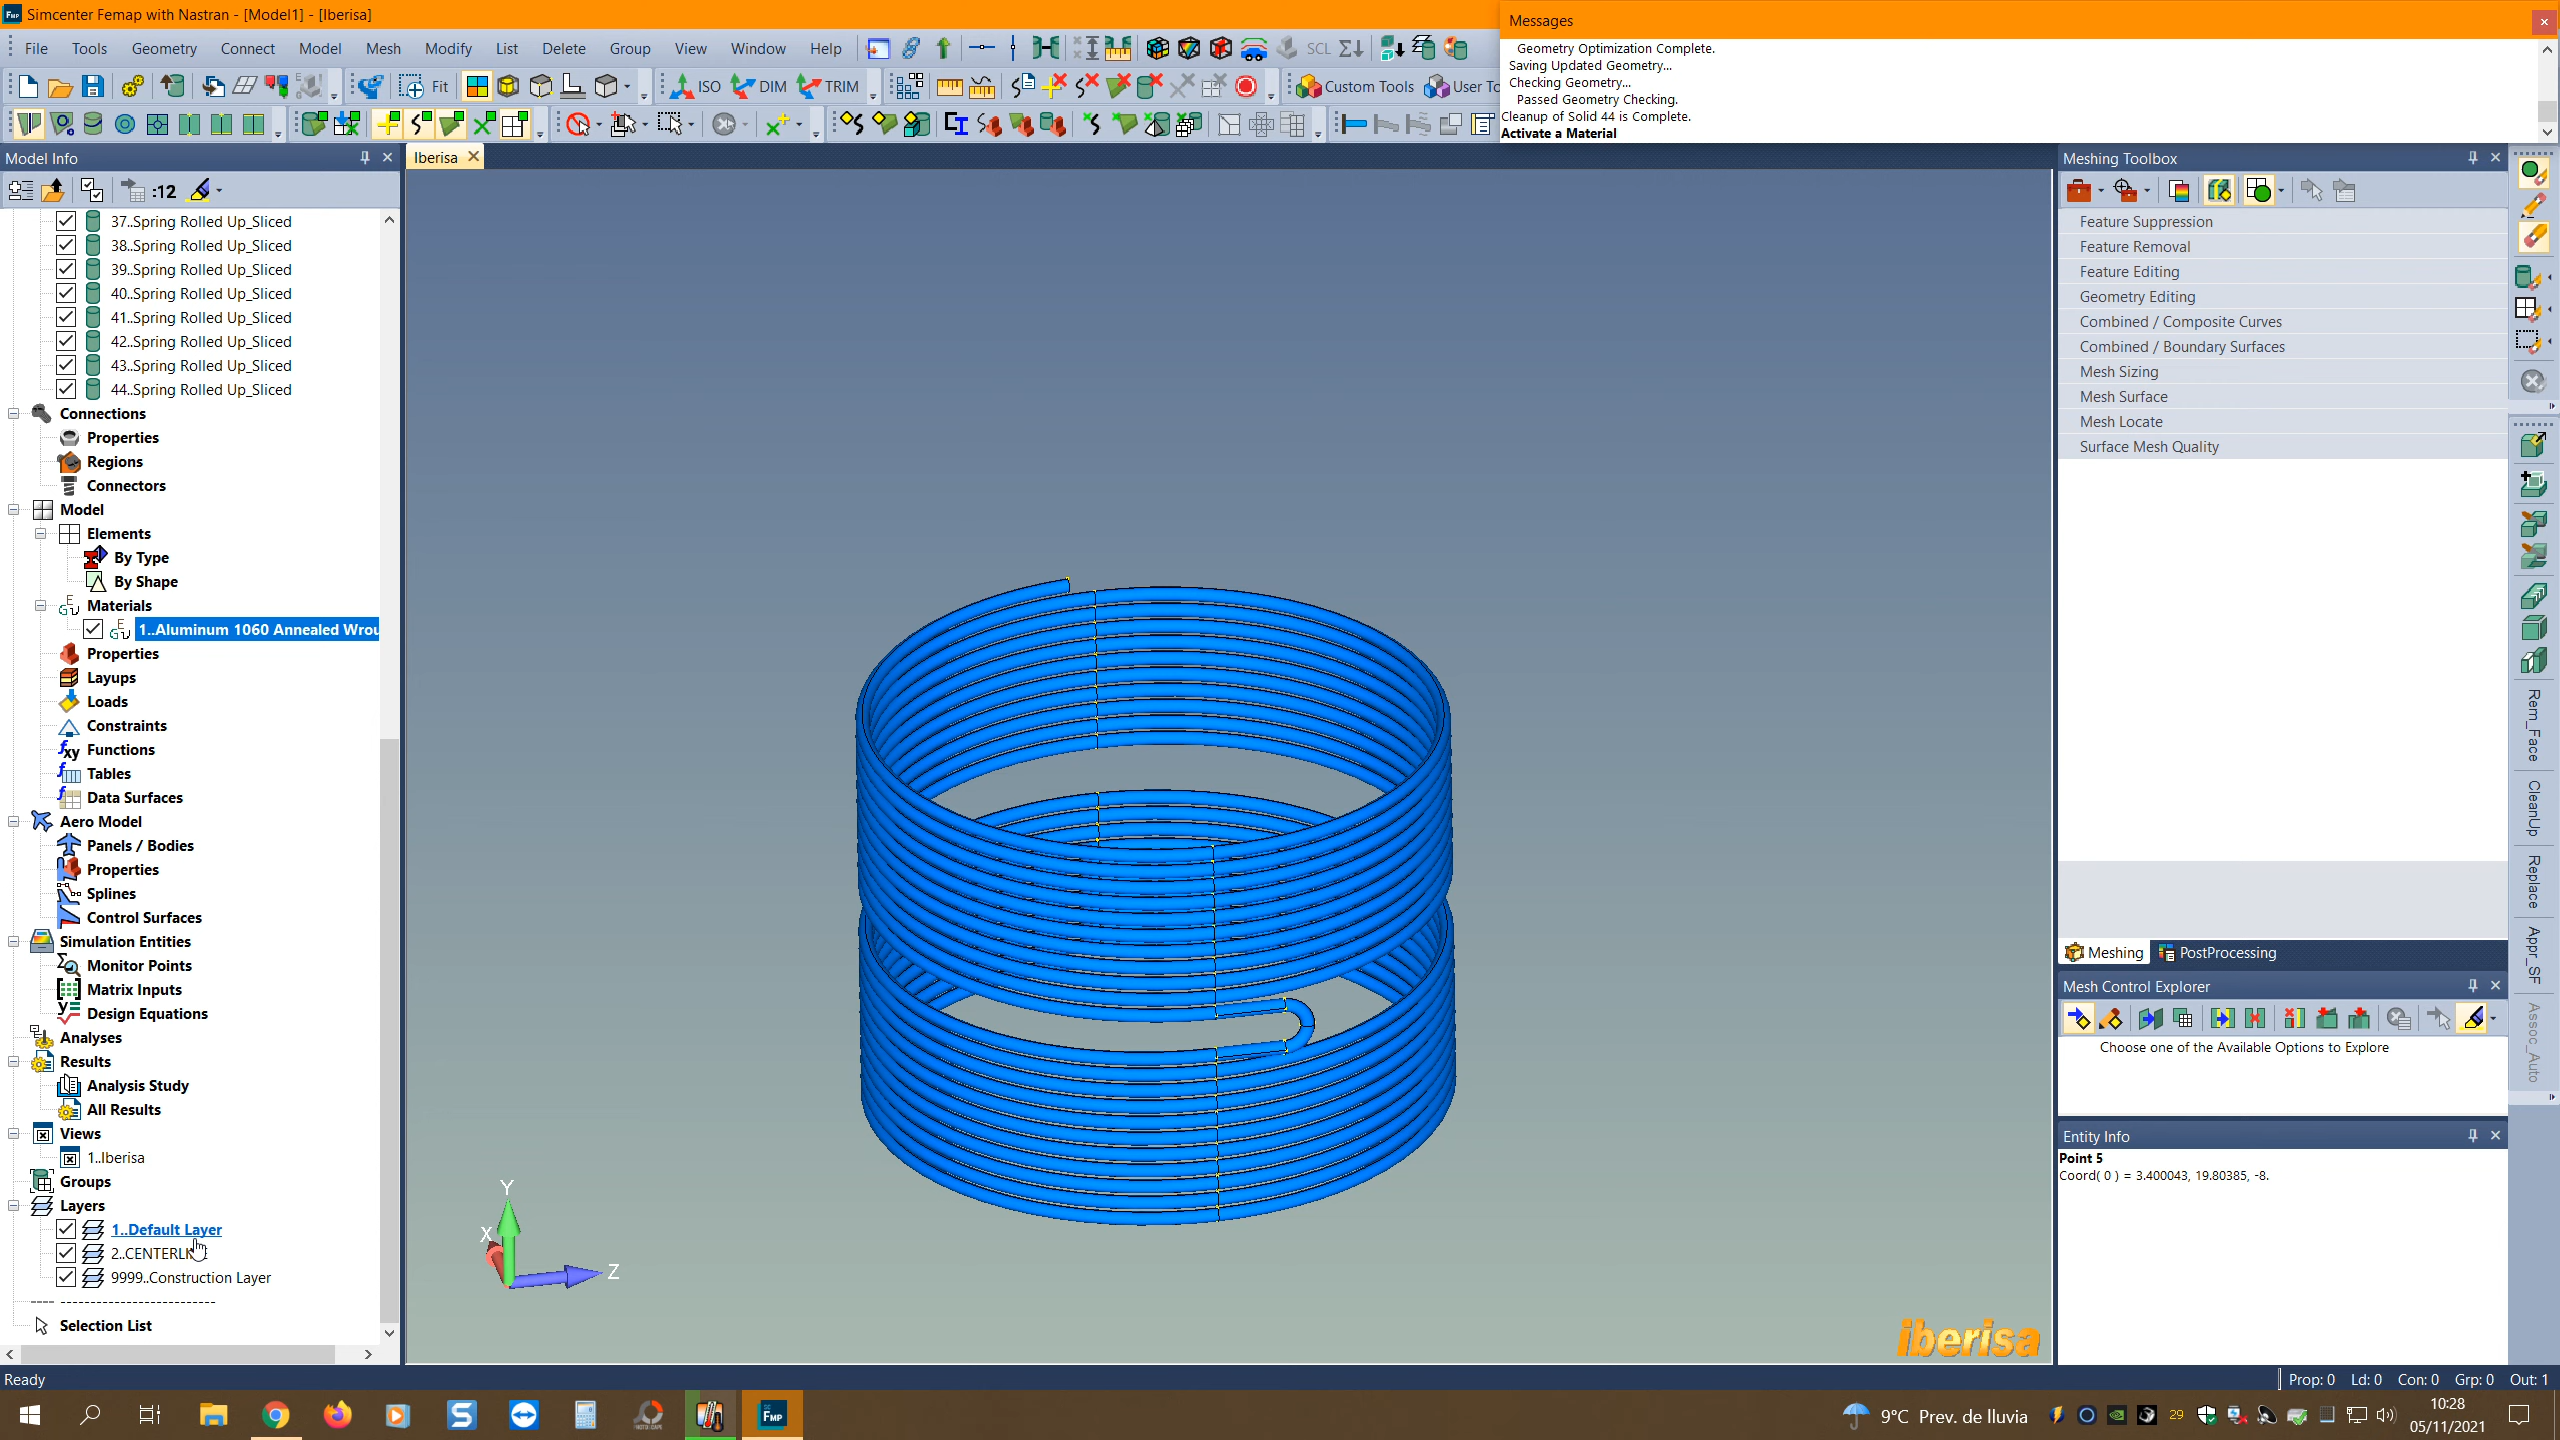 Simcenter Femap with Nastran - [Model1] - [Iberisa]
File Tools Geometry Connect Model Mesh Modify List Delete Group View Window Help
SCL
Fit
ISO DIM TRIM
Custom Tools User To
Messages
Geometry Optimization Complete.
Saving Updated Geometry...
Checking Geometry...
Passed Geometry Checking.
Cleanup of Solid 44 is Complete.
Activate a Material
Model Info
:12
37..Spring Rolled Up_Sliced
38..Spring Rolled Up_Sliced
39..Spring Rolled Up_Sliced
40..Spring Rolled Up_Sliced
41..Spring Rolled Up_Sliced
42..Spring Rolled Up_Sliced
43..Spring Rolled Up_Sliced
44..Spring Rolled Up_Sliced
Connections
Properties
Regions
Connectors
Model
Elements
By Type
By Shape
Materials
1..Aluminum 1060 Annealed Wrou
Properties
Layups
Loads
Constraints
Functions
Tables
Data Surfaces
Aero Model
Panels / Bodies
Properties
Splines
Control Surfaces
Simulation Entities
Monitor Points
Matrix Inputs
Design Equations
Analyses
Results
Analysis Study
All Results
Views
1..Iberisa
Groups
Layers
1..Default Layer
2..CENTERLINE
9999..Construction Layer
Selection List
Iberisa
Y
X
Z
iberisa
Meshing Toolbox
Feature Suppression
Feature Removal
Feature Editing
Geometry Editing
Combined / Composite Curves
Combined / Boundary Surfaces
Mesh Sizing
Mesh Surface
Mesh Locate
Surface Mesh Quality
Meshing PostProcessing
Mesh Control Explorer
Choose one of the Available Options to Explore
Entity Info
Point 5
Coord( 0 ) = 3.400043, 19.80385, -8.
Rem_Face
CleanUp
Replace
Appr_SF
Assoc_Auto
Ready
Prop: 0 Ld: 0 Con: 0 Grp: 0 Out: 1
FMP
9°C Prev. de lluvia
29
10:28
05/11/2021